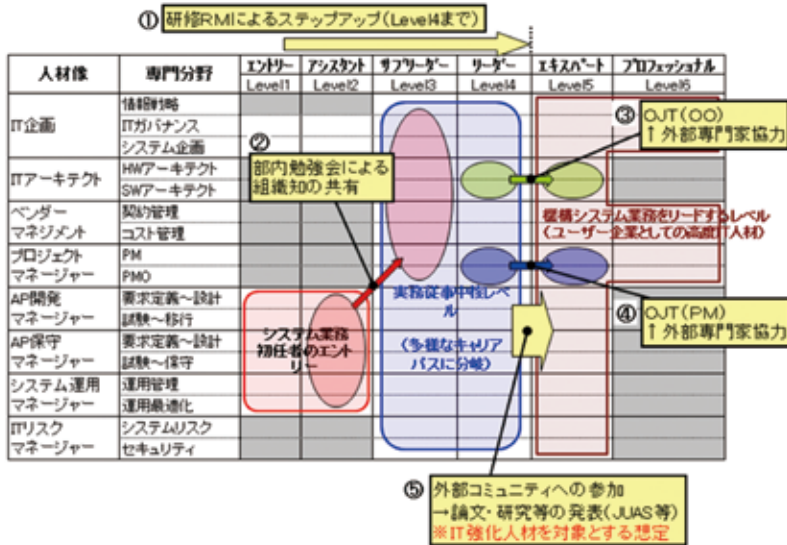 ① 研修RMによるステップアップ(Level4まで)
人材像 専門分野 エントリー アシスタント サブリーダー リーダー エキスパート プロフェッショナル
Level1 Level2 Level3 Level4 Level5 Level6
IT企画
情報戦略
ITガバナンス
システム企画
ITアーキテクト
HWアーキテクト
SWアーキテクト
ベンダー
マネジメント
契約管理
コスト管理
プロジェクト
マネージャー
PM
PMO
AP開発
マネージャー
要求定義~設計
試験~移行
AP保守
マネージャー
要求定義~設計
試験~保守
システム運用
マネージャー
運用管理
運用最適化
ITリスク
マネージャー
システムリスク
セキュリティ
②
部内勉強会による
組織知の共有
システム業務
初任者のエント
リー
実務従事中核レベ
ル
(多様なキャリア
パスに分岐)
③ OJT(OO)
↑外部専門家協力
機構システム業務をリードするレベル
(ユーザー企業としての高度IT人材)
④ OJT(PM)
↑外部専門家協力
⑤ 外部コミュニティへの参加
→論文・研究等の発表(JUAS等)
※IT強化人材を対象とする想定